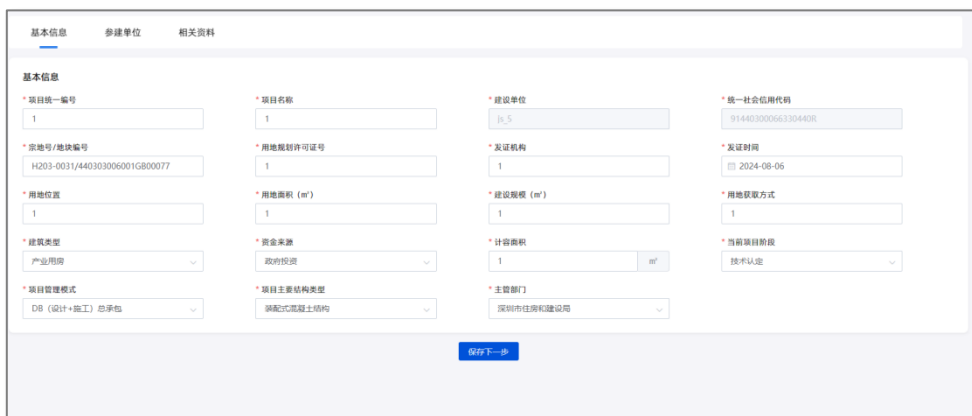 基本信息 参建单位 相关资料
基本信息
* 项目统一编号 * 项目名称 * 建设单位 * 统一社会信用代码
1 1 js_5 91440300066330440R
* 宗地号/地块编号 * 用地规划许可证号 * 发证机构 * 发证时间
H203-0031/440303006001GB00077 1 1 2024-08-06
* 用地位置 * 用地面积（㎡） * 建设规模（㎡） * 用地获取方式
1 1 1 1
* 建筑类型 * 资金来源 * 计容面积 * 当前项目阶段
产业用房 政府投资 1 ㎡ 技术认定
* 项目管理模式 * 项目主要结构类型 * 主管部门
DB（设计+施工）总承包 装配式混凝土结构 深圳市住房和建设局
保存下一步